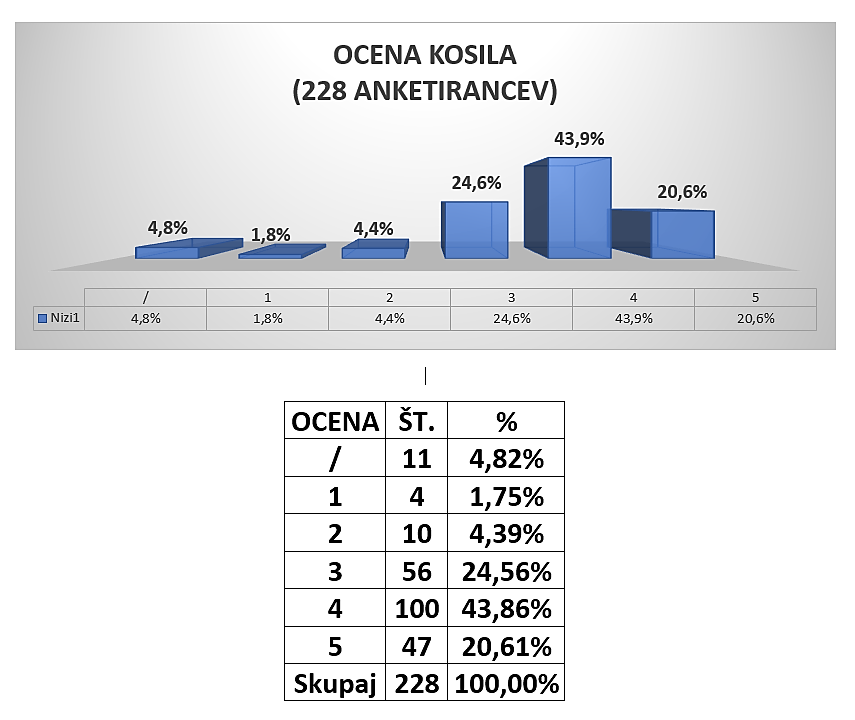 OCENA KOSILA
(228 ANKETIRANCEV)
4,8% 1,8% 4,4% 24,6% 43,9% 20,6%
/ 1 2 3 4 5
Nizi1 4,8% 1,8% 4,4% 24,6% 43,9% 20,6%
OCENA ŠT. %
/ 11 4,82%
1 4 1,75%
2 10 4,39%
3 56 24,56%
4 100 43,86%
5 47 20,61%
Skupaj 228 100,00%